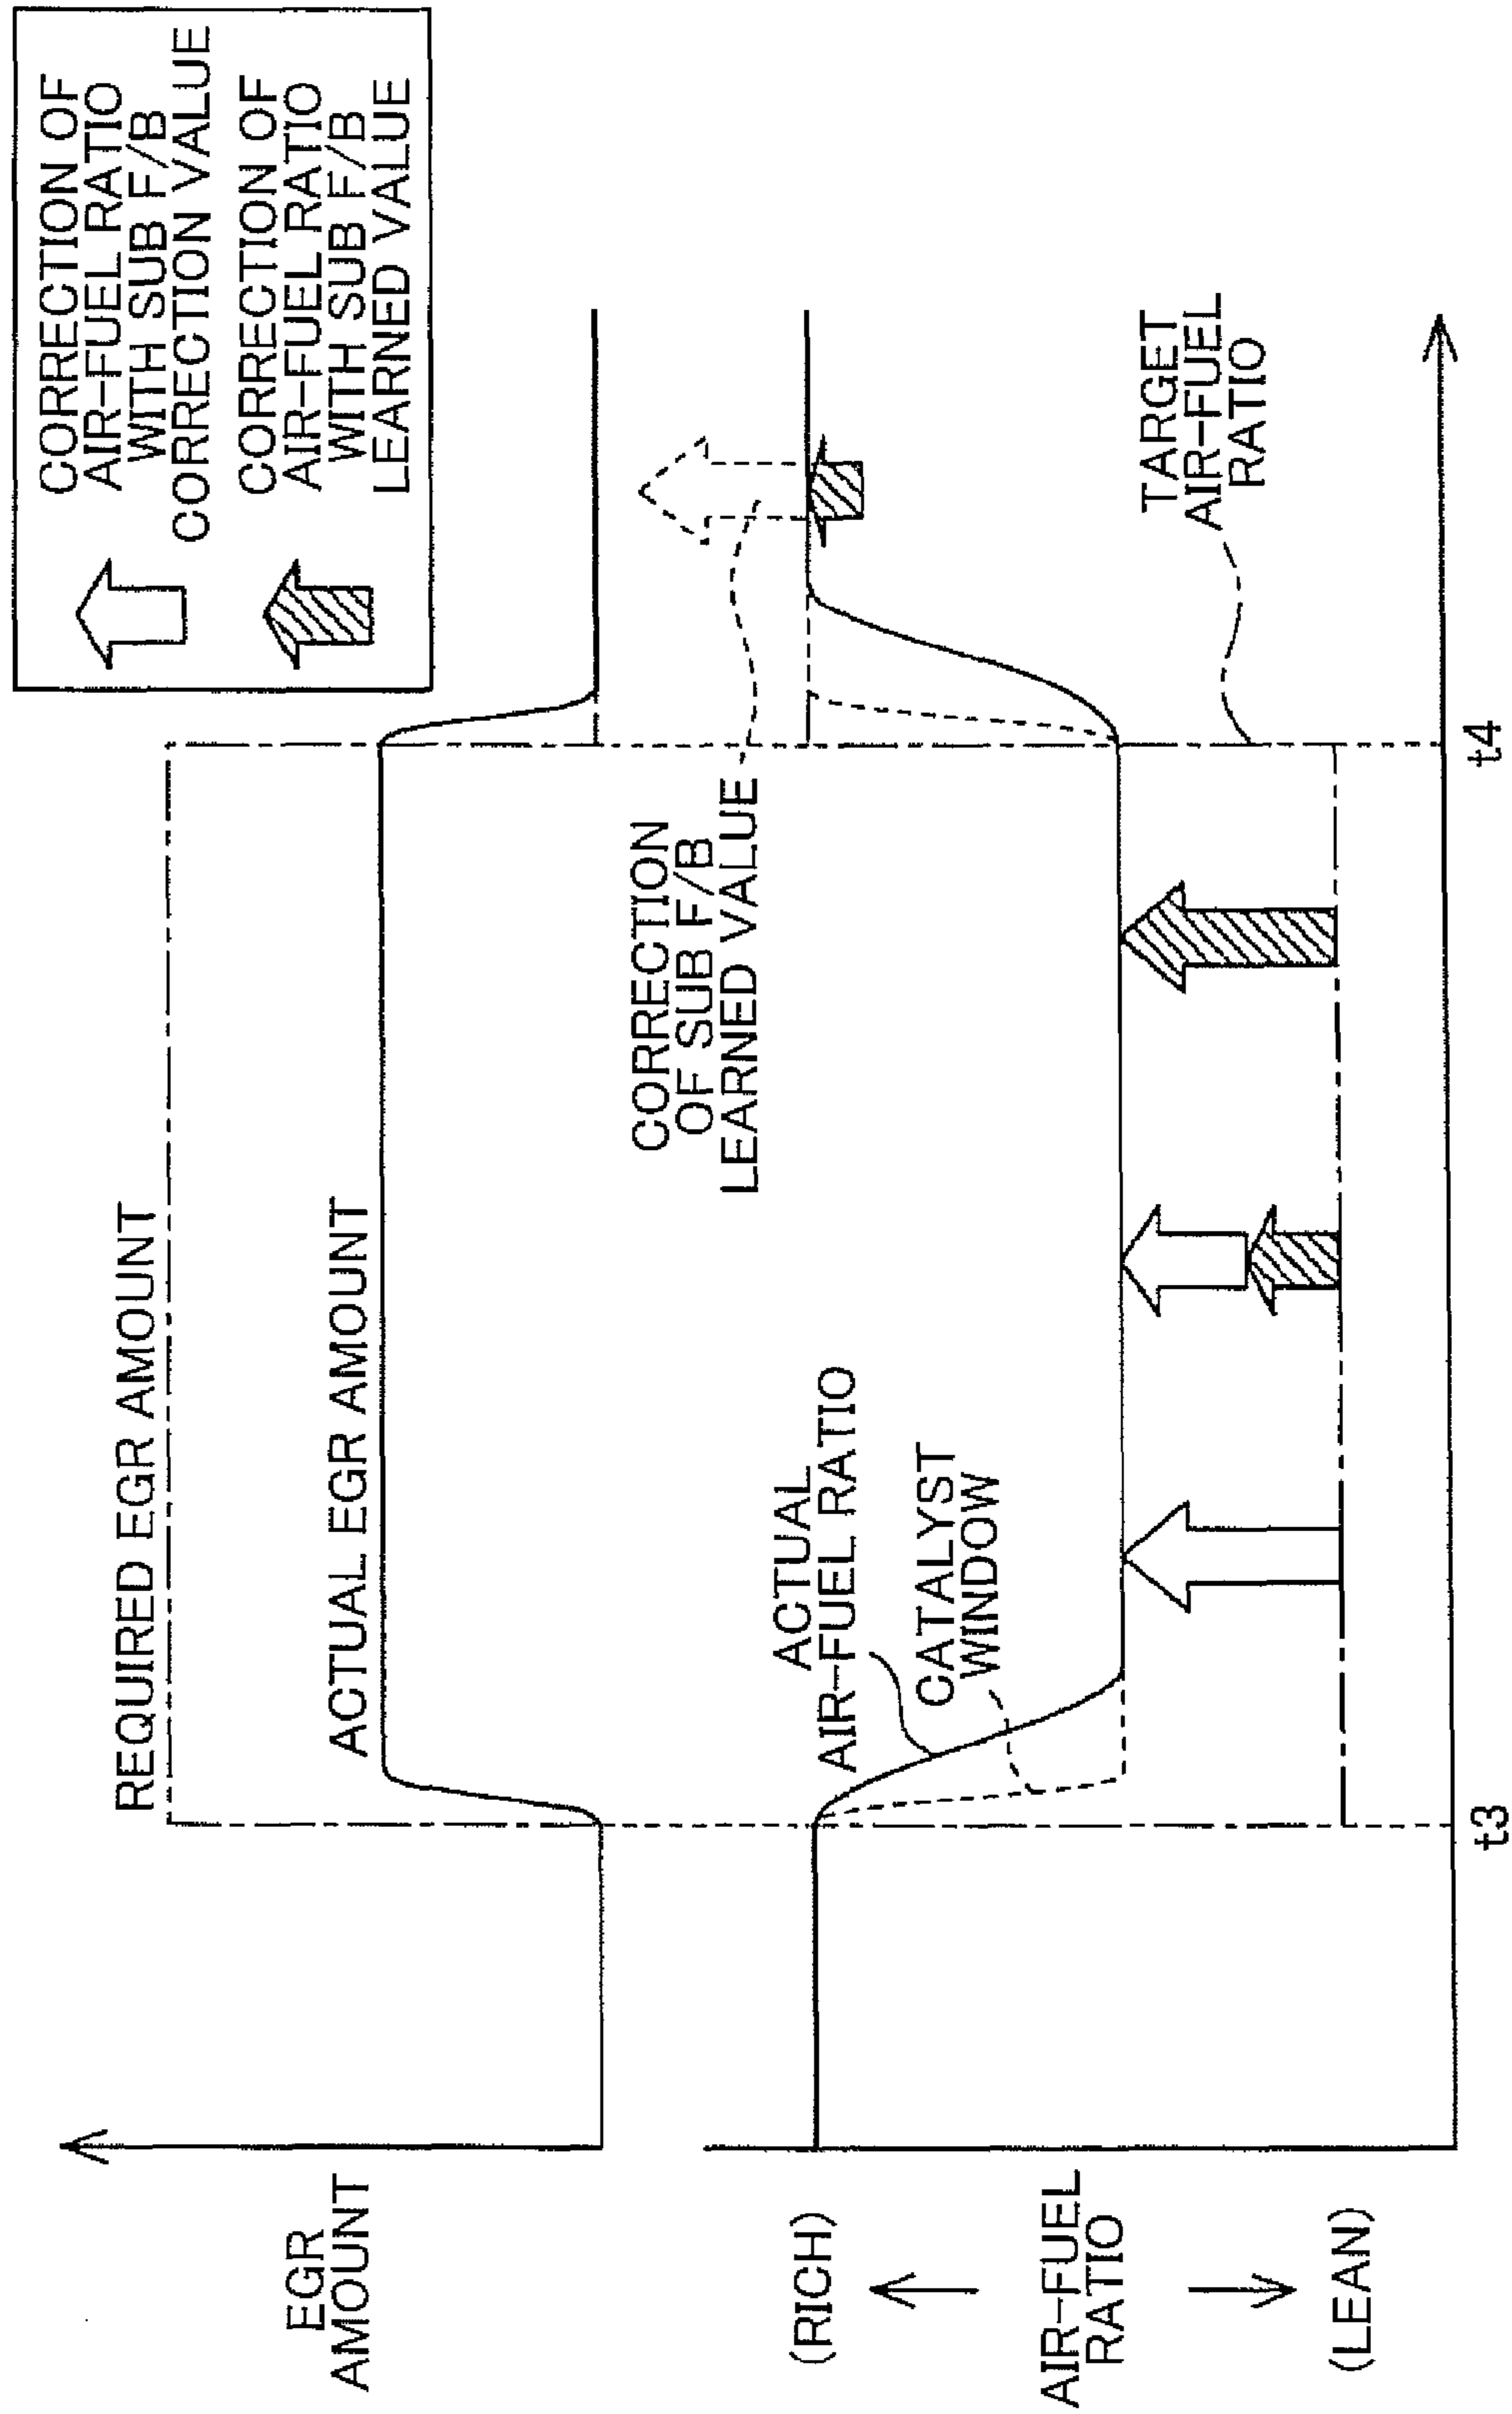 CORRECTION OF
AIR-FUEL RATIO
WITH SUB F/B
CORRECTION VALUE
CORRECTION OF
AIR-FUEL RATIO
WITH SUB F/B
LEARNED VALUE
EGR
AMOUNT
REQUIRED EGR AMOUNT
ACTUAL EGR AMOUNT
CORRECTION
OF SUB F/B
LEARNED VALUE
(RICH)
AIR-FUEL
RATIO
(LEAN)
ACTUAL
AIR-FUEL RATIO
CATALYST
WINDOW
TARGET
AIR-FUEL
RATIO
t3
t4